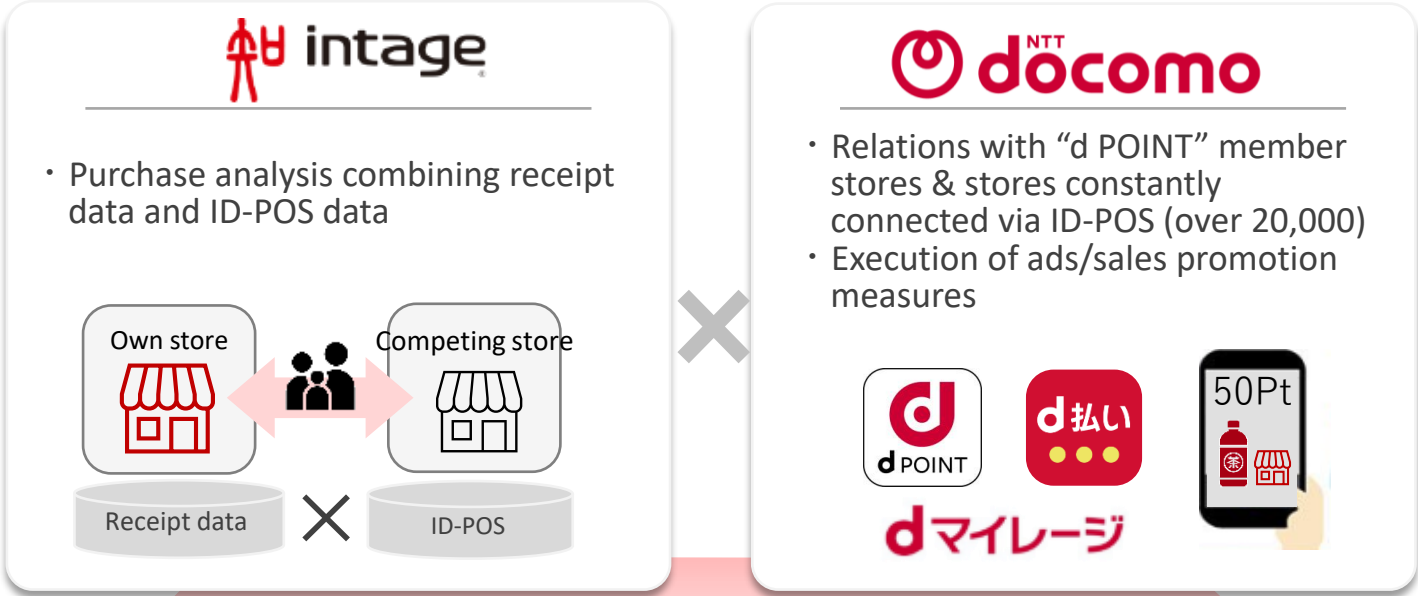 intage
・Purchase analysis combining receipt
data and ID-POS data
Own store
Competing store
Receipt data
ID-POS
NTT
docomo
・Relations with “d POINT” member
stores & stores constantly
connected via ID-POS (over 20,000)
・Execution of ads/sales promotion
measures
d
d POINT
d払い
50Pt
茶
dマイレージ